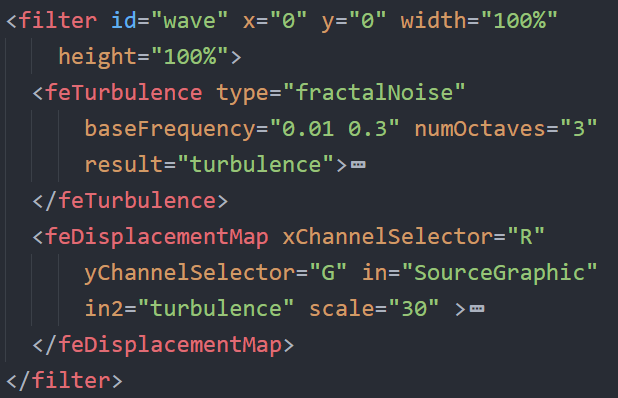 <filter id="wave" x="0" y="0" width="100%"
height="100%">
<feTurbulence type="fractalNoise"
baseFrequency="0.01 0.3" numOctaves="3"
result="turbulence">⋯
</feTurbulence>
<feDisplacementMap xChannelSelector="R"
yChannelSelector="G" in="SourceGraphic"
in2="turbulence" scale="30" >⋯
</feDisplacementMap>
</filter>